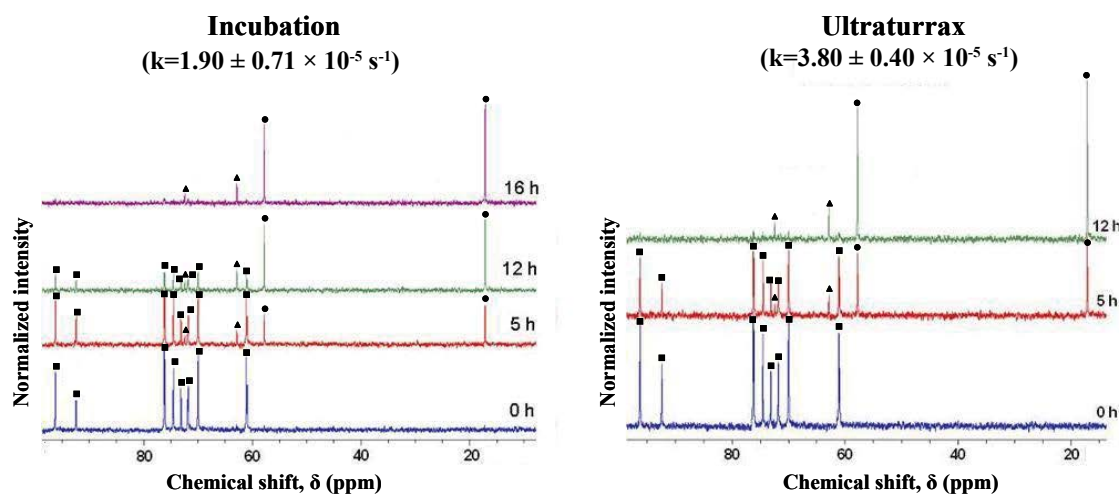 Incubation
(k=1.90 ± 0.71 × 10⁻⁵ s⁻¹)
Normalized intensity
16 h
12 h
5 h
0 h
80
60
40
20
Chemical shift, δ (ppm)
Ultraturrax
(k=3.80 ± 0.40 × 10⁻⁵ s⁻¹)
Normalized intensity
12 h
5 h
0 h
80
60
40
20
Chemical shift, δ (ppm)